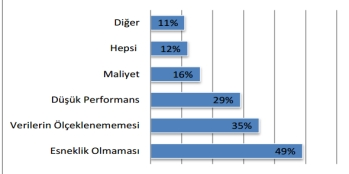 Diğer 11%
Hepsi 12%
Maliyet 16%
Düşük Performans 29%
Verilerin Ölçeklenememesi 35%
Esneklik Olmaması 49%